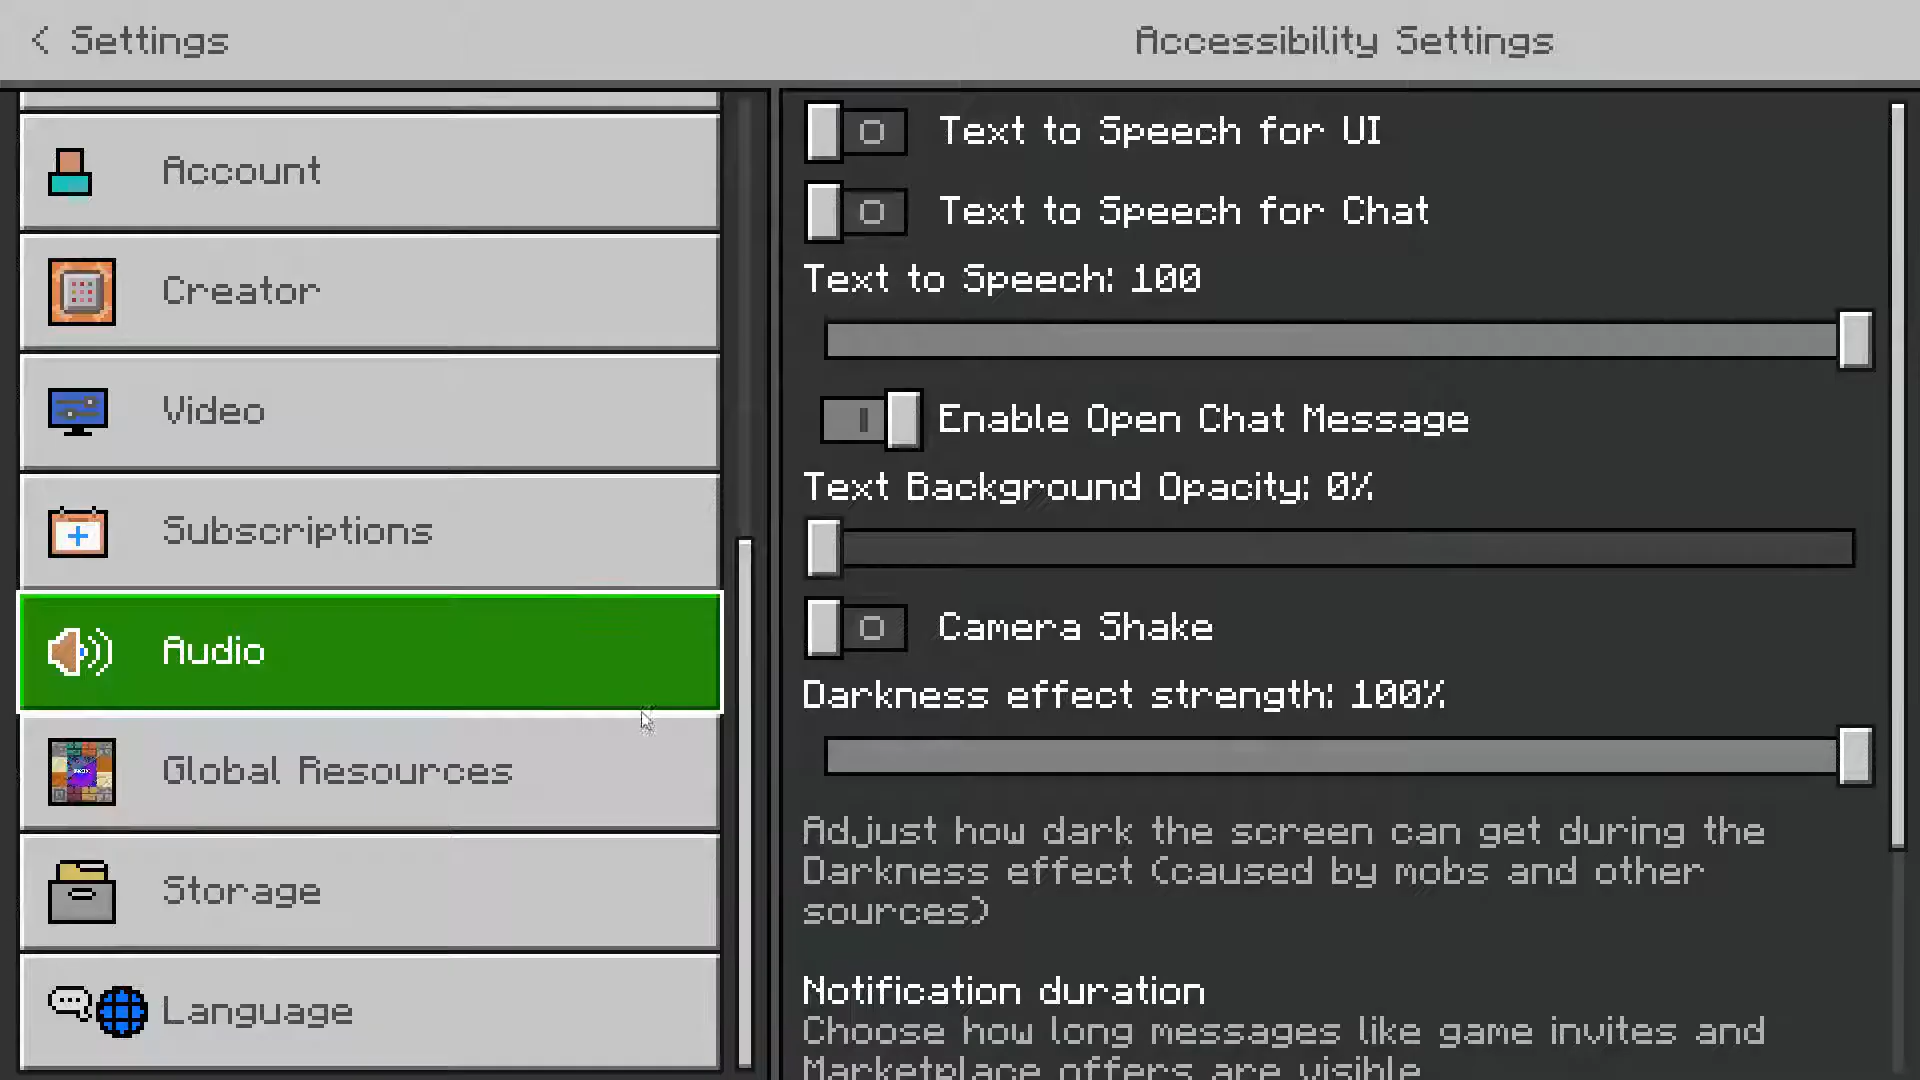 < Settings
Accessibility Settings
Account
Creator
Video
Subscriptions
Audio
Global Resources
Storage
Language
Text to Speech for UI
Text to Speech for Chat
Text to Speech: 100
Enable Open Chat Message
Text Background Opacity: 0%
Camera Shake
Darkness effect strength: 100%
Adjust how dark the screen can get during the
Darkness effect (caused by mobs and other
sources)
Notification duration
Choose how long messages like game invites and
Marketplace offers are visible